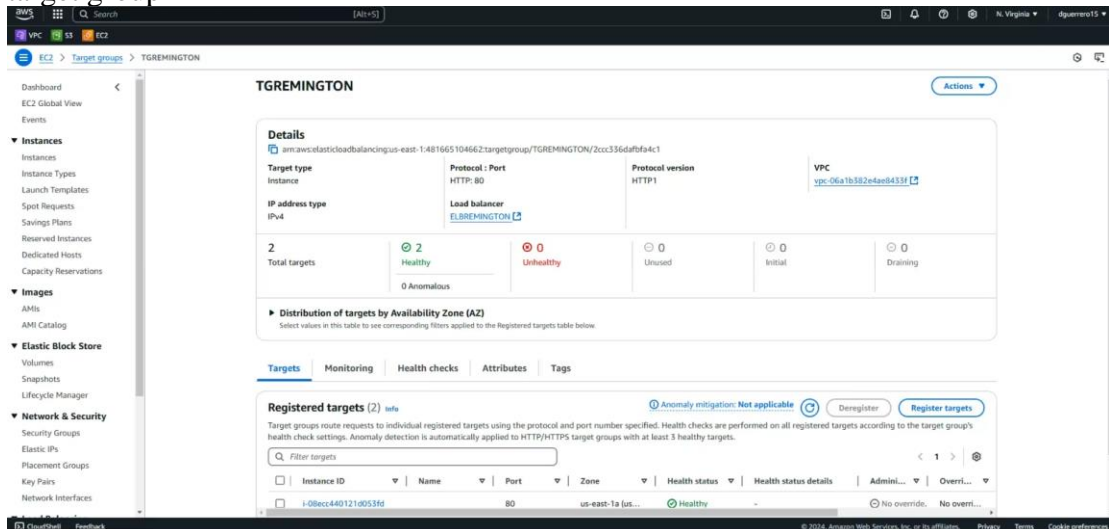 target group
aws
Search
[Alt+S]
N. Virginia
dguerrero15
VPC
S3
EC2
EC2 > Target groups > TGREMINGTON
Dashboard
EC2 Global View
Events
Instances
Instances
Instance Types
Launch Templates
Spot Requests
Savings Plans
Reserved Instances
Dedicated Hosts
Capacity Reservations
Images
AMIs
AMI Catalog
Elastic Block Store
Volumes
Snapshots
Lifecycle Manager
Network & Security
Security Groups
Elastic IPs
Placement Groups
Key Pairs
Network Interfaces
TGREMINGTON
Actions
Details
arn:aws:elasticloadbalancing:us-east-1:481665104662:targetgroup/TGREMINGTON/2ccc336dafbfa4c1
Target type
Instance
Protocol : Port
HTTP: 80
Protocol version
HTTP1
VPC
vpc-06a1b382e4ae8433f
IP address type
IPv4
Load balancer
ELBREMINGTON
2
Total targets
2
Healthy
0 Anomalous
0
Unhealthy
0
Unused
0
Initial
0
Draining
Distribution of targets by Availability Zone (AZ)
Select values in this table to see corresponding filters applied to the Registered targets table below.
Targets
Monitoring
Health checks
Attributes
Tags
Registered targets (2) Info
Anomaly mitigation: Not applicable
Deregister
Register targets
Target groups route requests to individual registered targets using the protocol and port number specified. Health checks are performed on all registered targets according to the target group's
health check settings. Anomaly detection is automatically applied to HTTP/HTTPS target groups with at least 3 healthy targets.
Filter targets
1
Instance ID
Name
Port
Zone
Health status
Health status details
Admini...
Overri...
i-08ecc440121d053fd
80
us-east-1a (us...
Healthy
-
No override.
No overri...
CloudShell
Feedback
© 2024, Amazon Web Services, Inc. or its affiliates.
Privacy
Terms
Cookie preferences